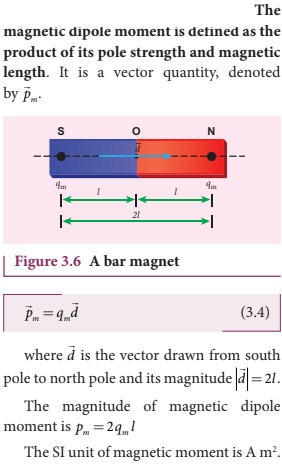 The
magnetic dipole moment is defined as the
product of its pole strength and magnetic
length. It is a vector quantity, denoted
by p⃗ₘ.
S O N
d⃗
qₘ qₘ
l l
2l
Figure 3.6 A bar magnet
p⃗ₘ = qₘd⃗ (3.4)
where d⃗ is the vector drawn from south
pole to north pole and its magnitude |d⃗| = 2l.
The magnitude of magnetic dipole
moment is pₘ = 2qₘl
The SI unit of magnetic moment is A m².